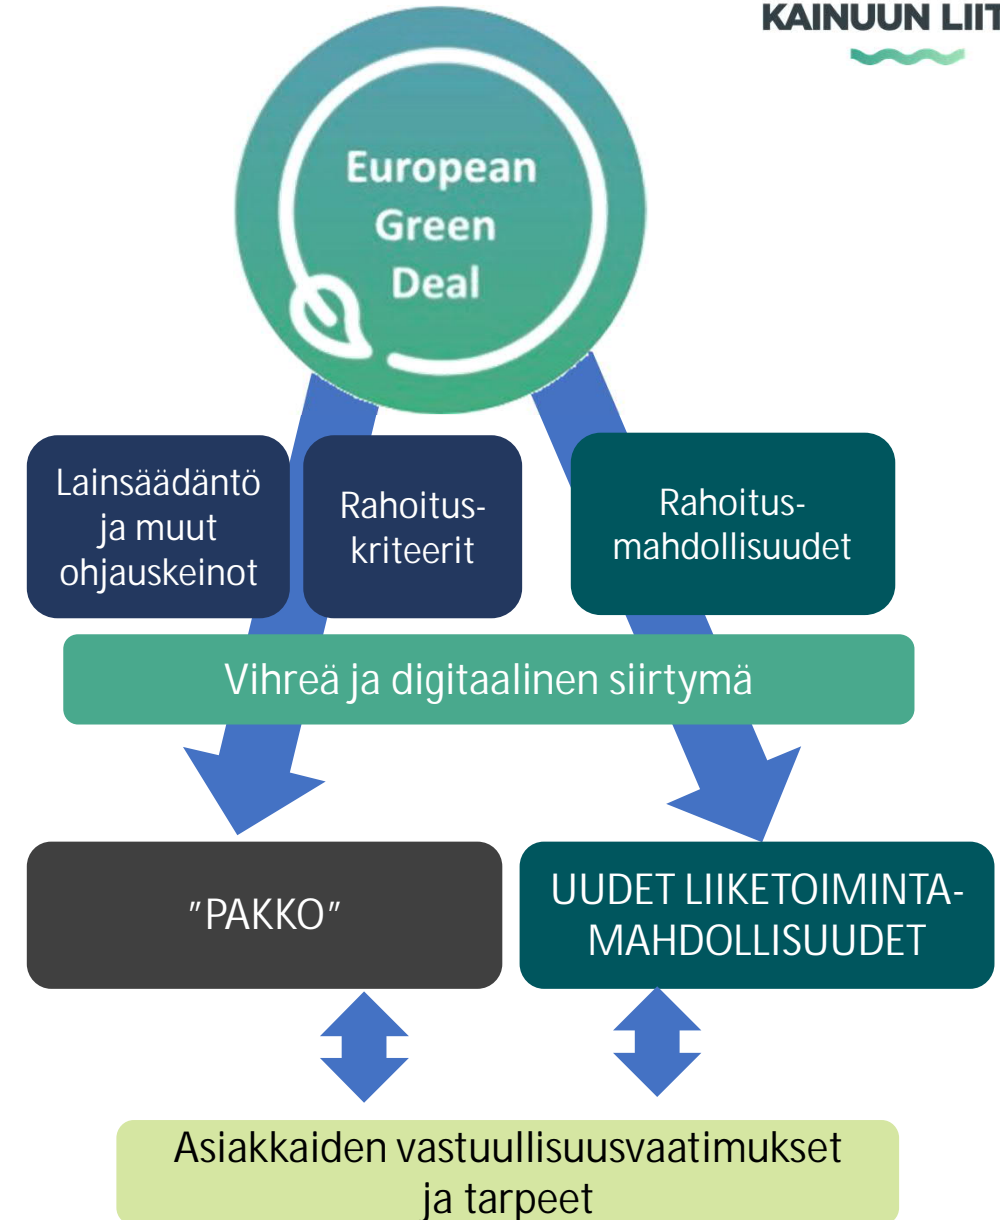 KAINUUN LIIT
European
Green
Deal
Lainsäädäntö
ja muut
ohjauskeinot
Rahoitus-
kriteerit
Rahoitus-
mahdollisuudet
Vihreä ja digitaalinen siirtymä
”PAKKO”
UUDET LIIKETOIMINTA-
MAHDOLLISUUDET
Asiakkaiden vastuullisuusvaatimukset
ja tarpeet